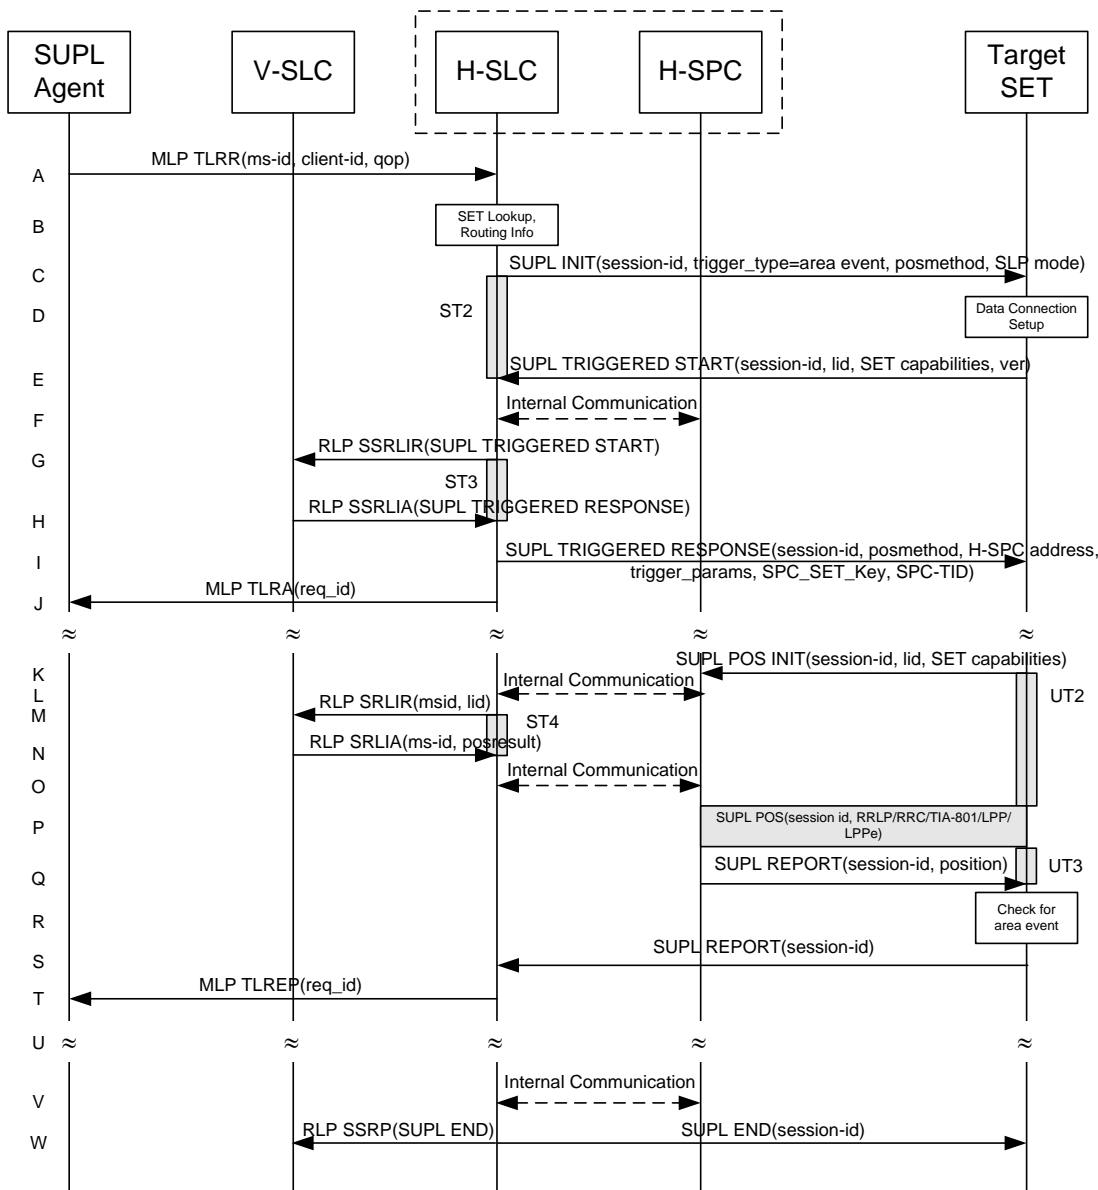 SUPL
Agent
V-SLC
H-SLC
H-SPC
Target
SET
A
MLP TLRR(ms-id, client-id, qop)
B
SET Lookup,
Routing Info
C
SUPL INIT(session-id, trigger_type=area event, posmethod, SLP mode)
D
ST2
Data Connection
Setup
E
SUPL TRIGGERED START(session-id, lid, SET capabilities, ver)
F
Internal Communication
G
RLP SSRLIR(SUPL TRIGGERED START)
ST3
H
RLP SSRLIA(SUPL TRIGGERED RESPONSE)
I
SUPL TRIGGERED RESPONSE(session-id, posmethod, H-SPC address,
trigger_params, SPC_SET_Key, SPC-TID)
J
MLP TLRA(req_id)
≈ ≈ ≈ ≈ ≈
K
SUPL POS INIT(session-id, lid, SET capabilities)
L
Internal Communication
UT2
M
RLP SRLIR(msid, lid)
ST4
N
RLP SRLIA(ms-id, posresult)
O
Internal Communication
P
SUPL POS(session id, RRLP/RRC/TIA-801/LPP/
LPPe)
Q
SUPL REPORT(session-id, position)
UT3
R
Check for
area event
S
SUPL REPORT(session-id)
T
MLP TLREP(req_id)
U ≈ ≈ ≈ ≈ ≈
V
Internal Communication
W
RLP SSRP(SUPL END)
SUPL END(session-id)